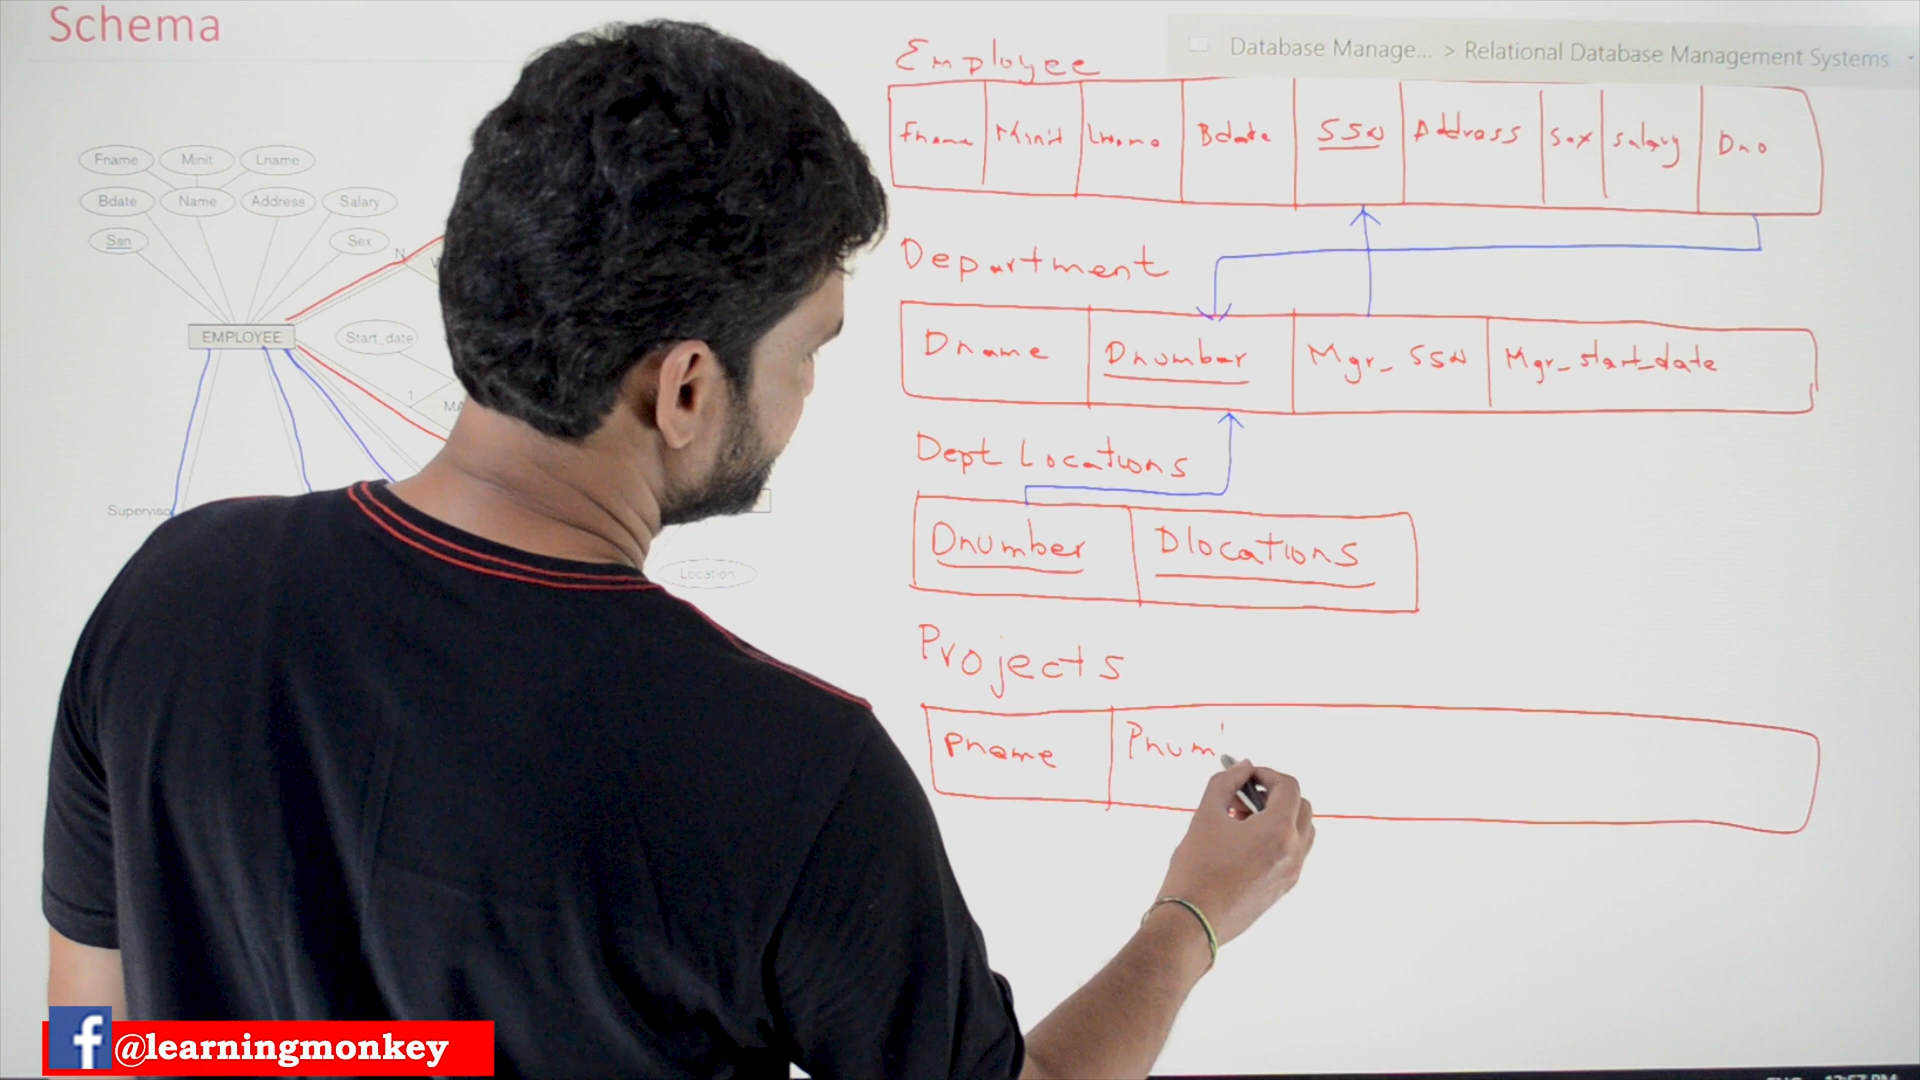 Schema
Database Manage... > Relational Database Management Systems
Employee
Fname Minit Lname Bdate SSN Address Sex Salary Dno
Fname Minit Lname
Bdate Name Address Salary
Ssn Sex
N
EMPLOYEE
Start_date
1
Department
Dname Dnumber Mgr_SSN Mgr_start_date
Dept Locations
Dnumber Dlocations
Location
Projects
Pname Pnum
f @learningmonkey